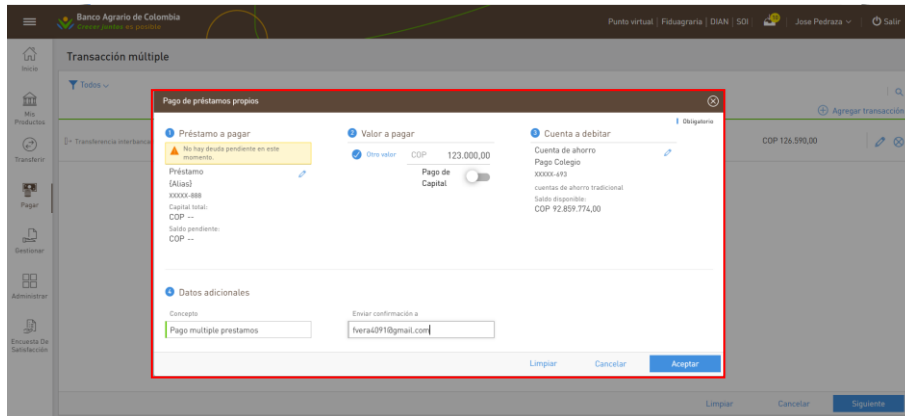 Banco Agrario de Colombia
Crecer juntos es posible
Punto virtual | Fiduagraria | DIAN | SOI
Jose Pedraza
Salir
Inicio
Mis
Productos
Transferir
Pagar
Gestionar
Administrar
Encuesta De
Satisfacción
Transacción múltiple
Todos
Agregar transacción
Transferencia interbanca
COP 126.590,00
Pago de préstamos propios
Obligatorio
1 Préstamo a pagar
No hay deuda pendiente en este
momento.
Préstamo
{Alias}
XXXXX-888
Capital total:
COP --
Saldo pendiente:
COP --
2 Valor a pagar
Otro valor COP 123.000,00
Pago de
Capital
3 Cuenta a debitar
Cuenta de ahorro
Pago Colegio
XXXXX-693
cuentas de ahorro tradicional
Saldo disponible:
COP 92.859.774,00
4 Datos adicionales
Concepto
Pago multiple prestamos
Enviar confirmación a
fvera4091@gmail.com
Limpiar Cancelar Aceptar
Limpiar Cancelar Siguiente